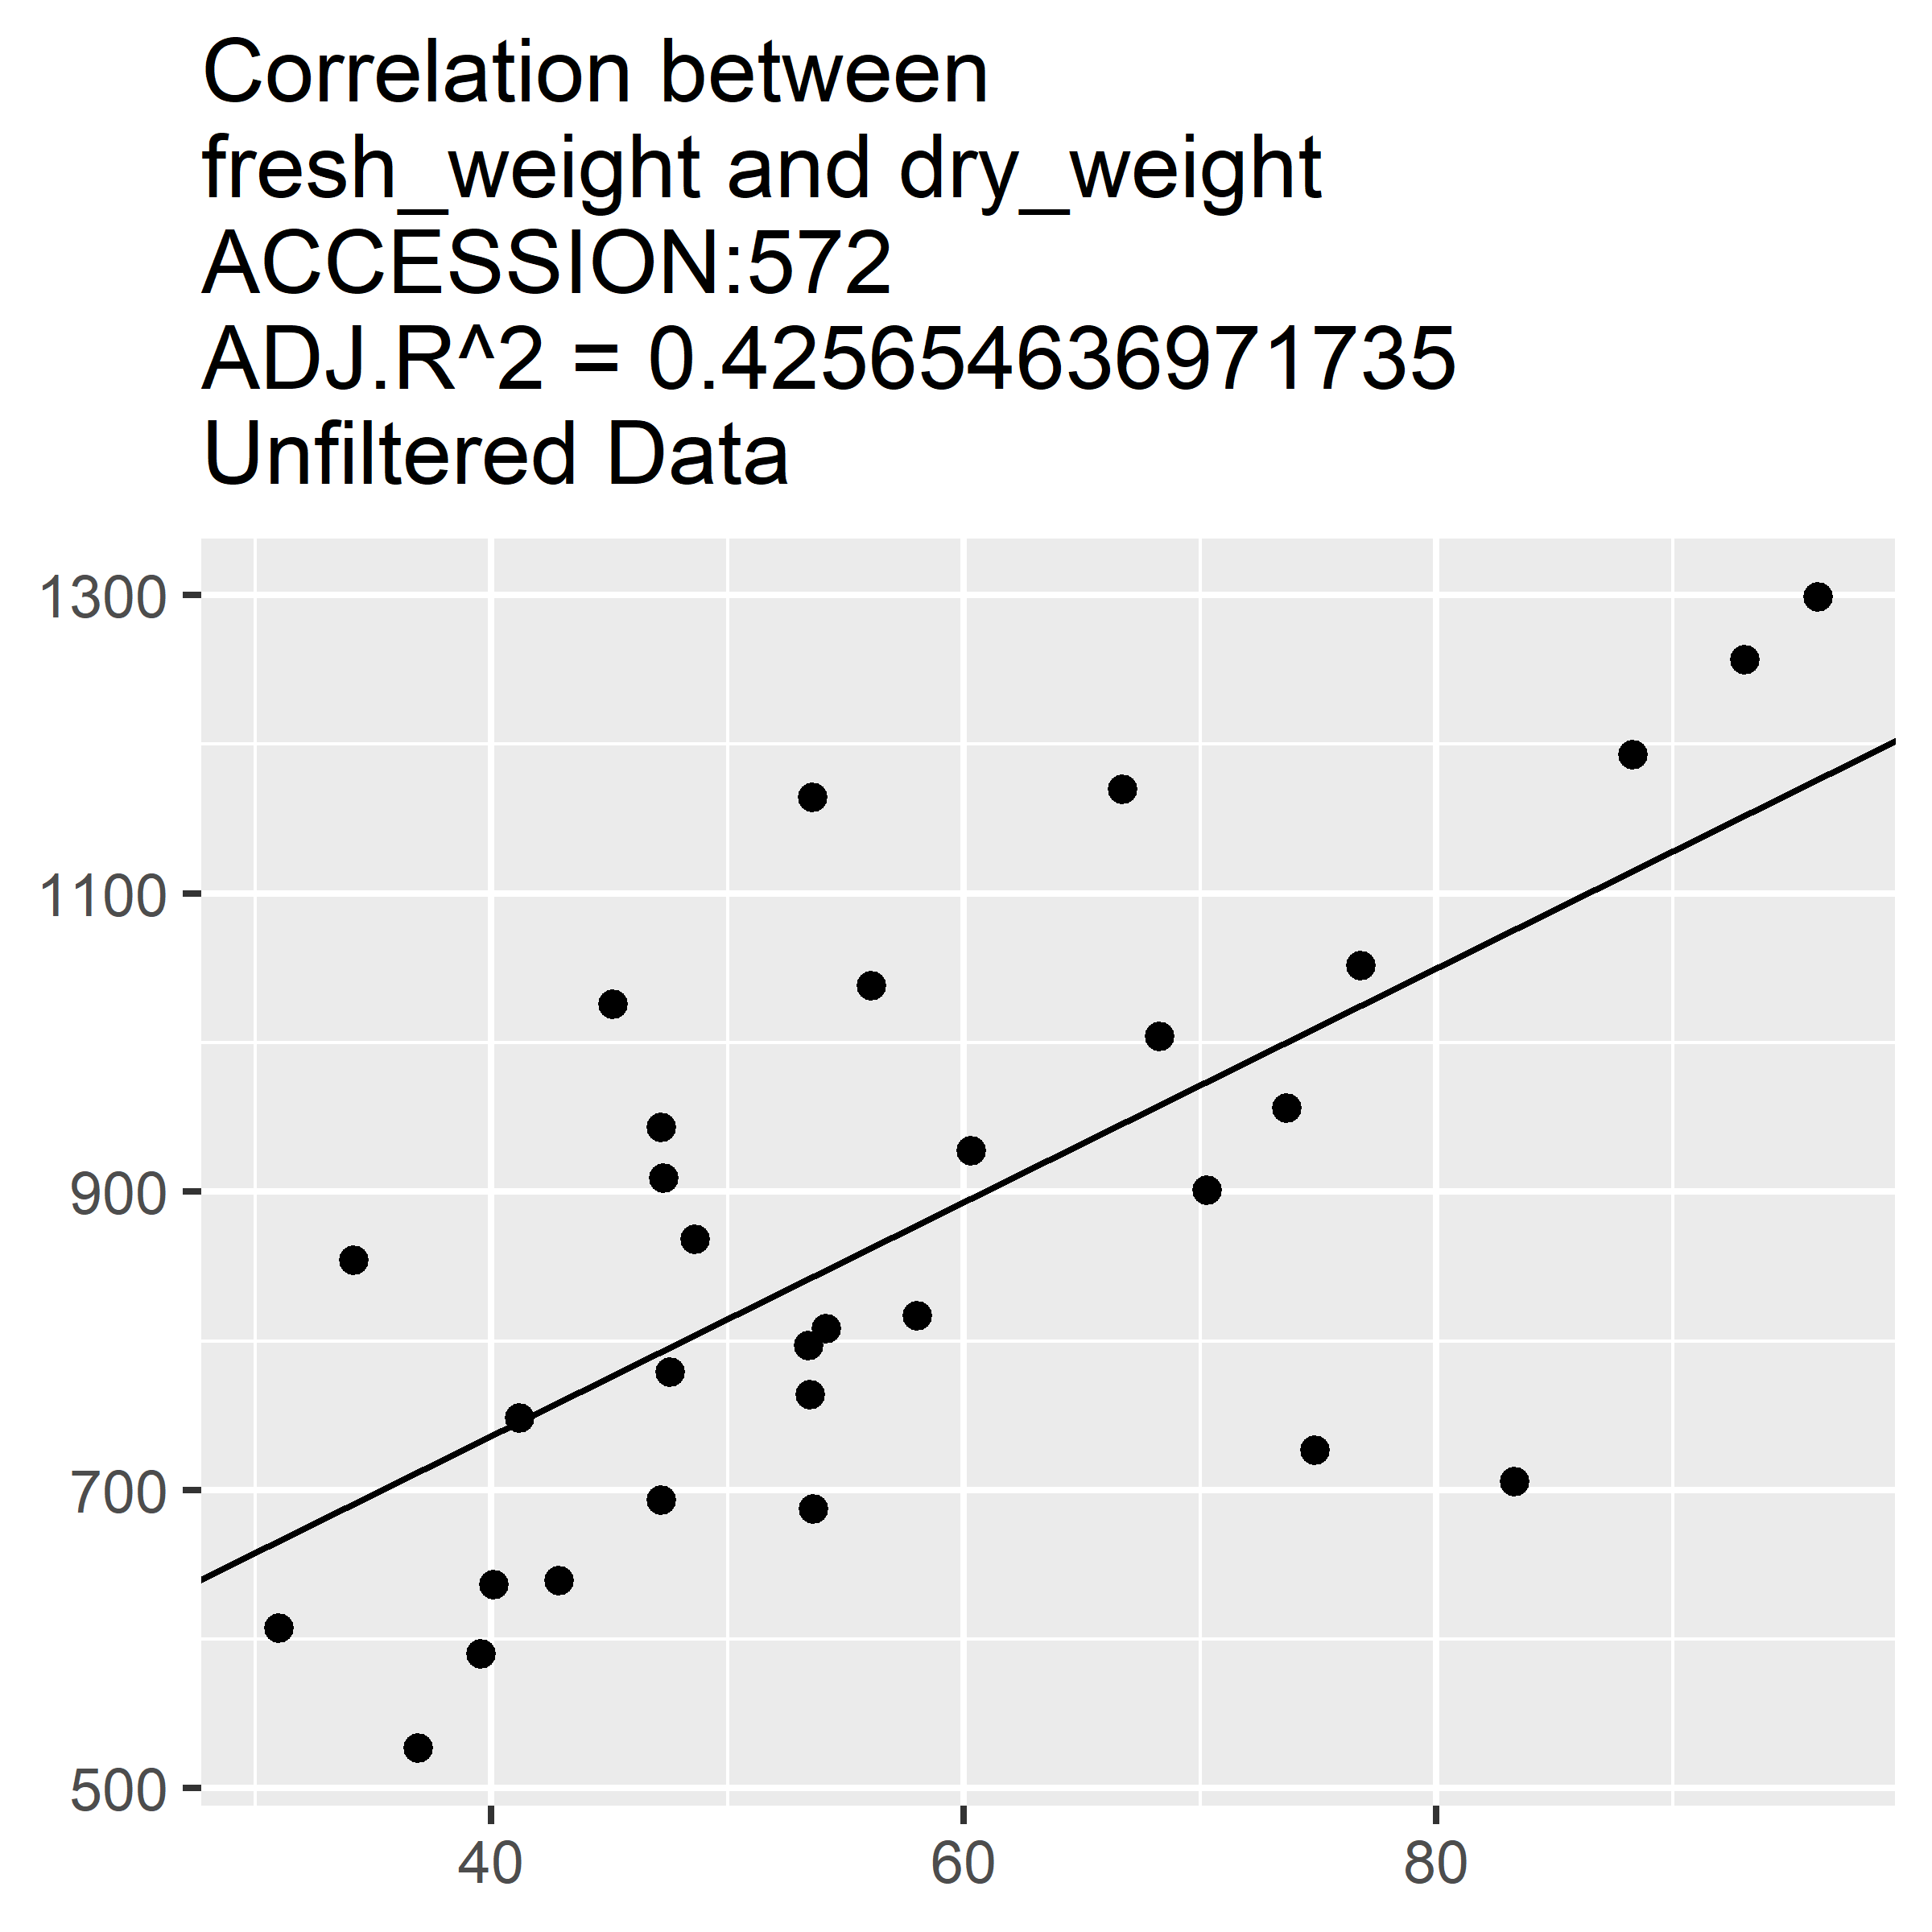 Correlation between
fresh_weight and dry_weight
ACCESSION:572
ADJ.R^2 = 0.425654636971735
Unfiltered Data
1300
1100
900
700
500
40 60 80